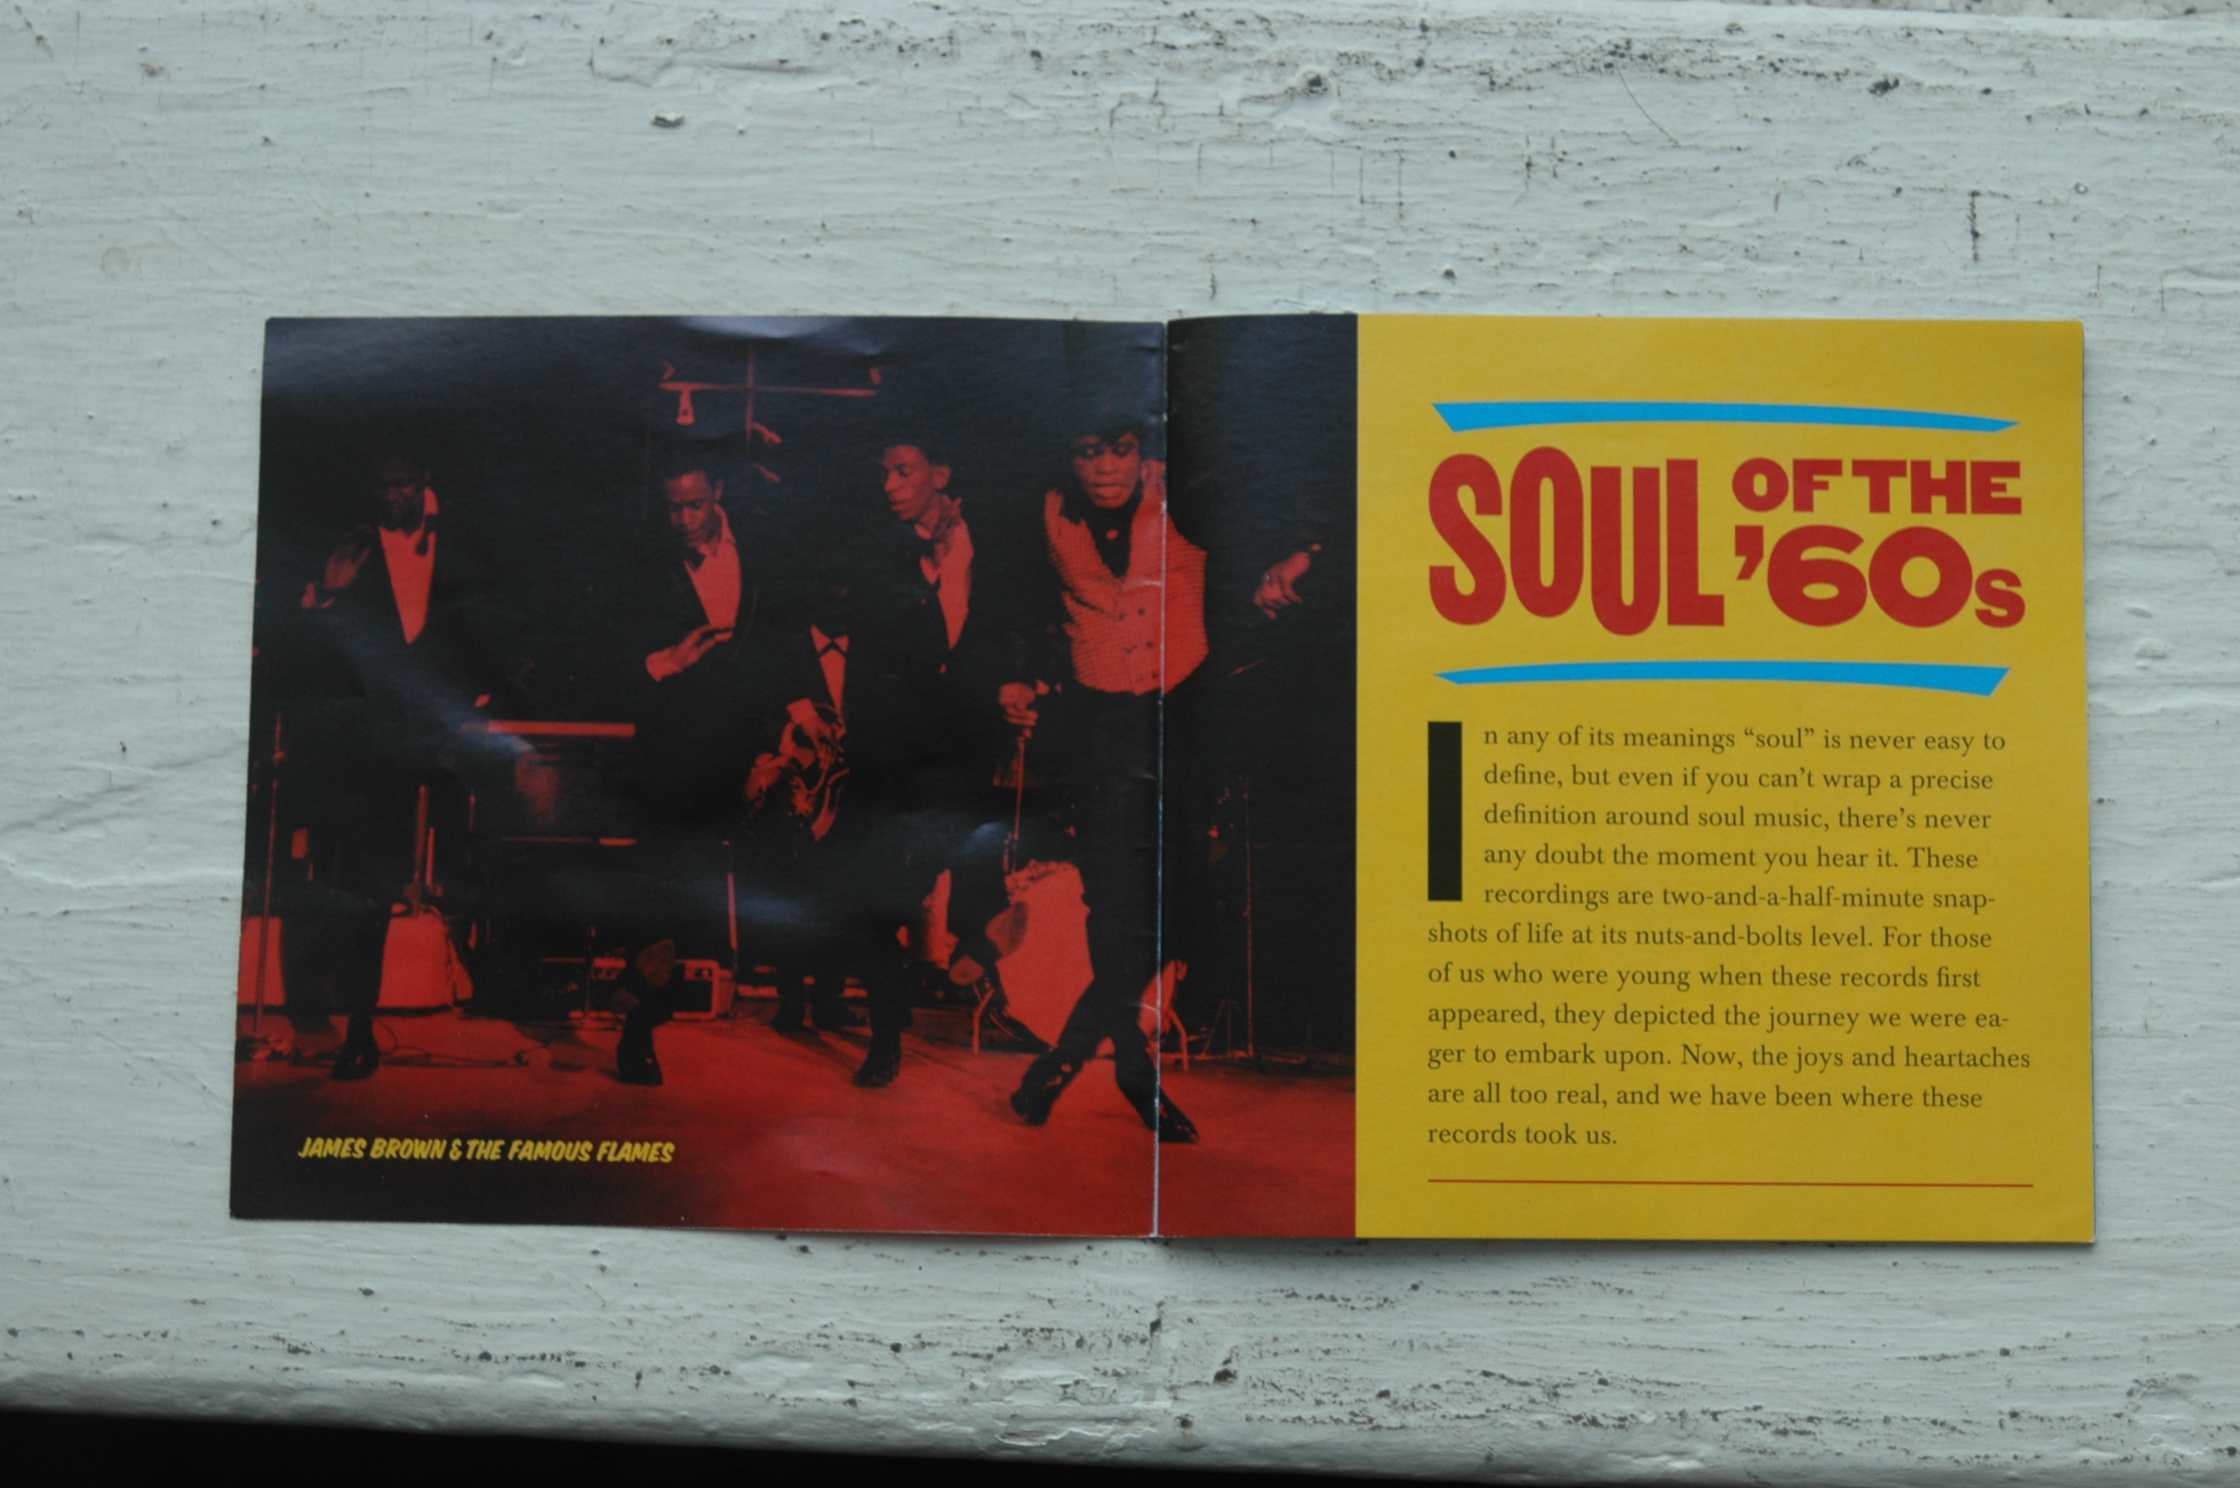 JAMES BROWN & THE FAMOUS FLAMES
SOUL OF THE
'60s
In any of its meanings “soul” is never easy to
define, but even if you can’t wrap a precise
definition around soul music, there’s never
any doubt the moment you hear it. These
recordings are two-and-a-half-minute snap-
shots of life at its nuts-and-bolts level. For those
of us who were young when these records first
appeared, they depicted the journey we were ea-
ger to embark upon. Now, the joys and heartaches
are all too real, and we have been where these
records took us.